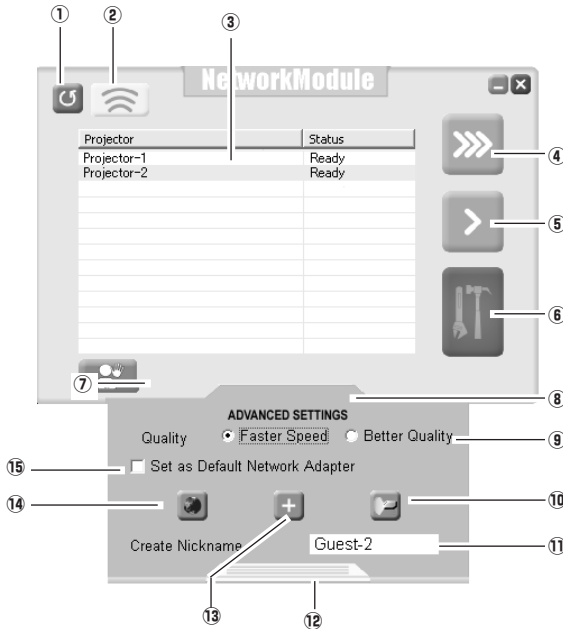 ① ② ③
NetworkModule
Projector Status
Projector-1 Ready
Projector-2 Ready
④
⑤
⑥
⑦
⑧
ADVANCED SETTINGS
Quality Faster Speed Better Quality ⑨
⑮ Set as Default Network Adapter
⑭ ⑩
Create Nickname Guest-2 ⑪
⑬ ⑫